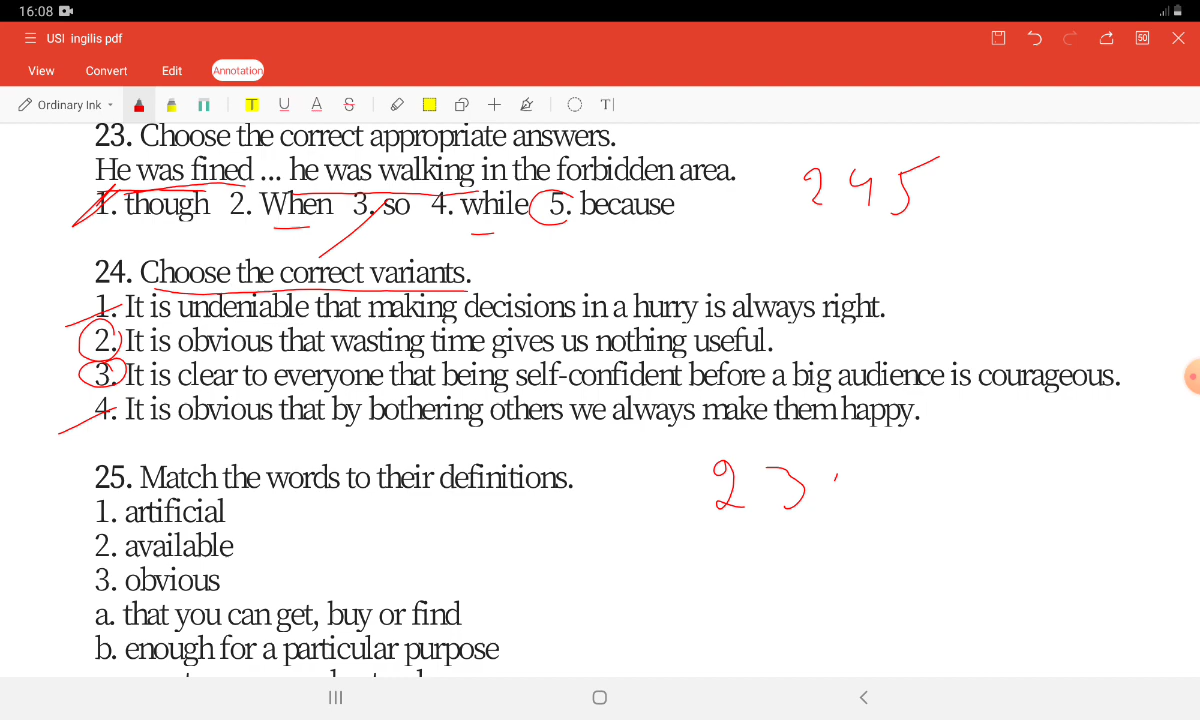 16:08
USI ingilis pdf
50
View Convert Edit Annotation
Ordinary Ink T U A S T
23. Choose the correct appropriate answers.
He was fined ... he was walking in the forbidden area.
1. though 2. When 3. so 4. while 5. because
2 4 5
24. Choose the correct variants.
1. It is undeniable that making decisions in a hurry is always right.
2. It is obvious that wasting time gives us nothing useful.
3. It is clear to everyone that being self-confident before a big audience is courageous.
4. It is obvious that by bothering others we always make them happy.
25. Match the words to their definitions.
2 3
1. artificial
2. available
3. obvious
a. that you can get, buy or find
b. enough for a particular purpose